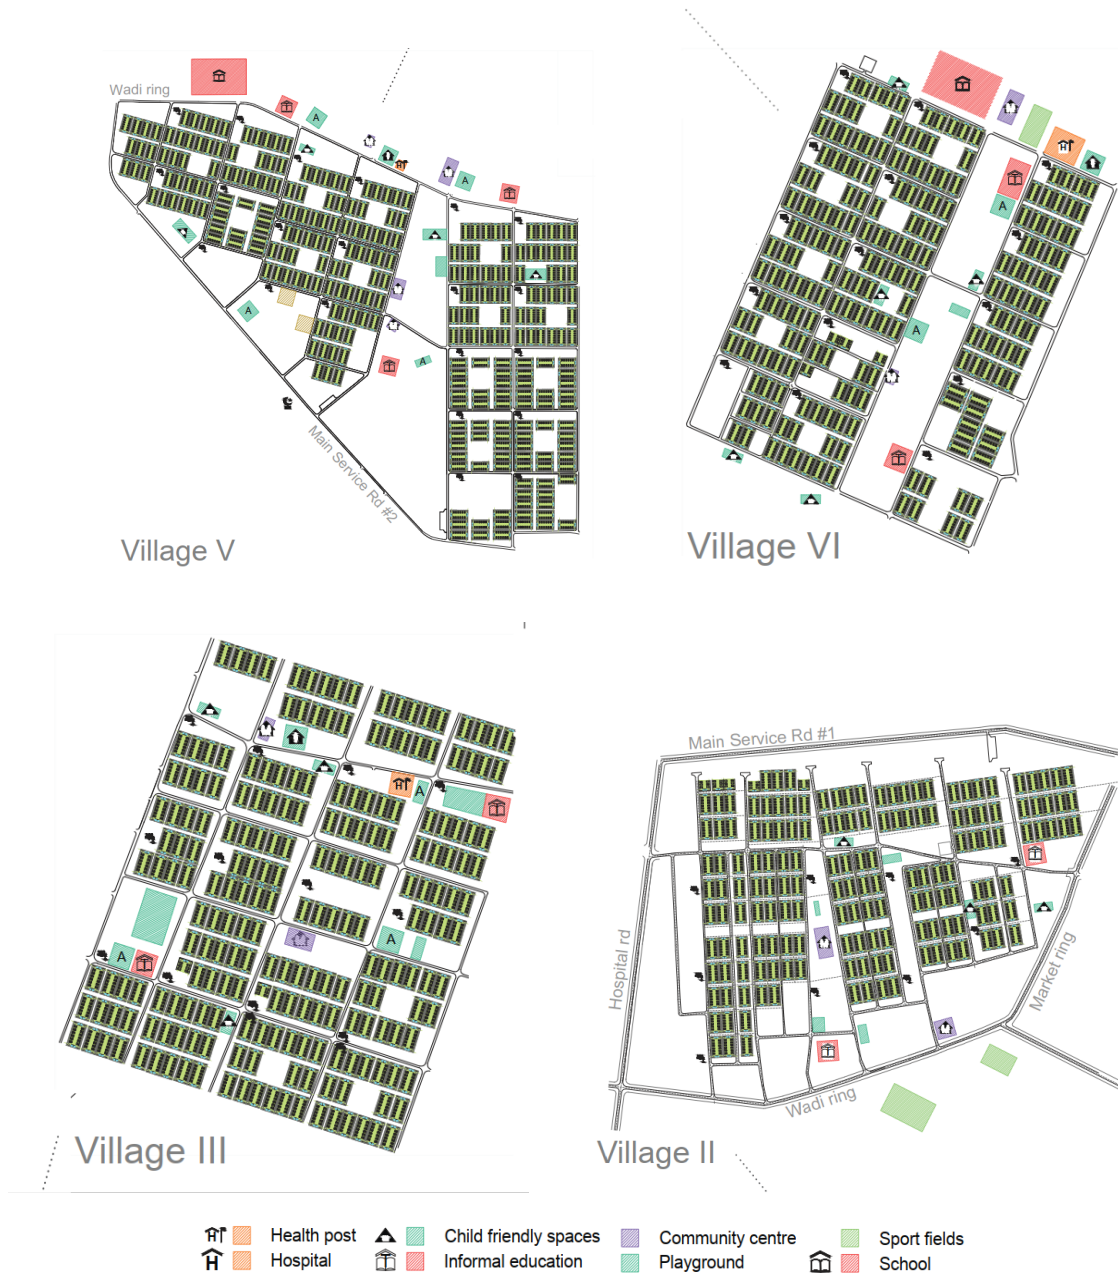 Wadi ring
A
A
A
A
Main Service Rd #2
Village V
H
A
A
Village VI
H
A
A
A
Village III
Main Service Rd #1
Hospital rd
Market ring
Wadi ring
Village II
H Health post
Child friendly spaces
Community centre
Sport fields
H Hospital
Informal education
Playground
School